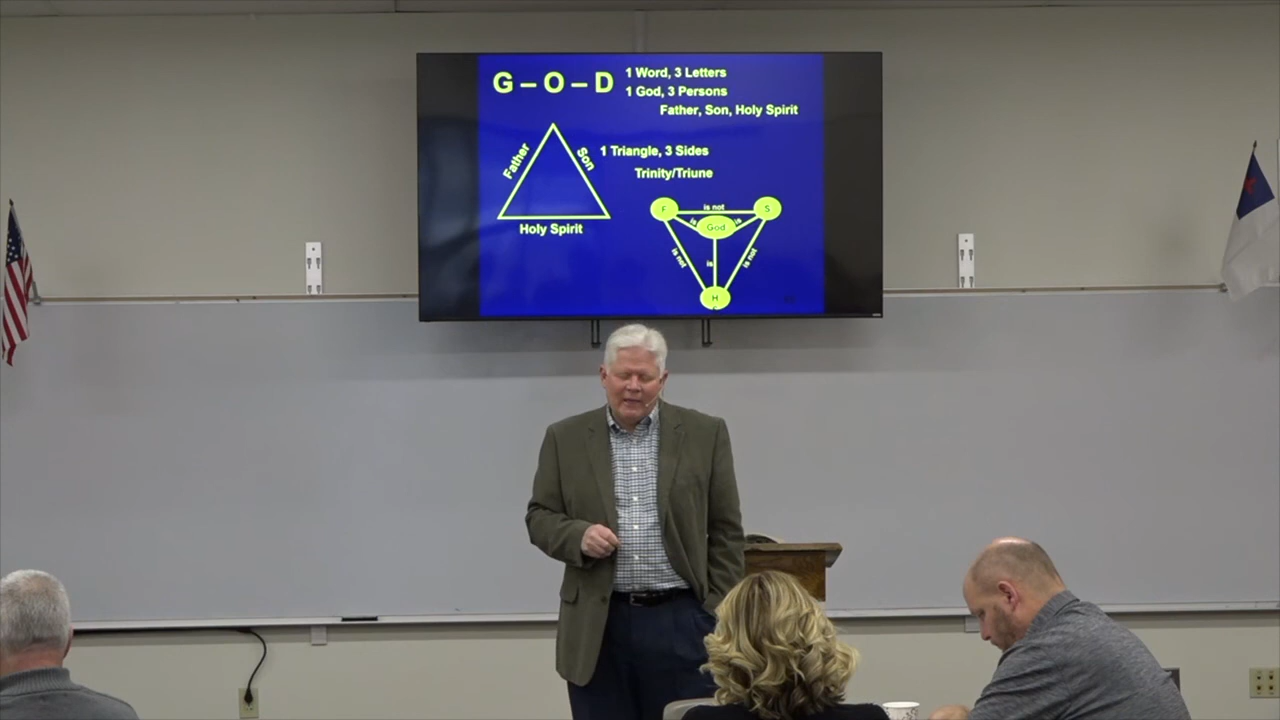 G – O – D
1 Word, 3 Letters
1 God, 3 Persons
Father, Son, Holy Spirit
Father
Son
1 Triangle, 3 Sides
Trinity/Triune
Holy Spirit
F
is not
S
is
God
is
is not
is
is not
H